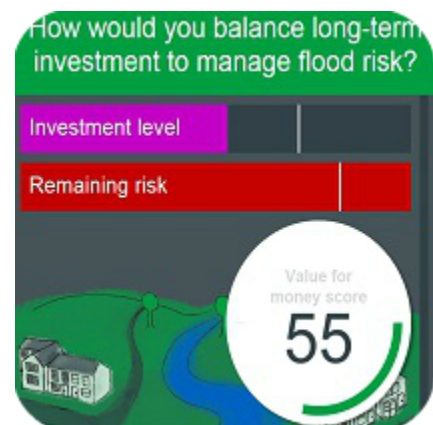 How would you balance long-term
investment to manage flood risk?
Investment level
Remaining risk
Value for
money score
55